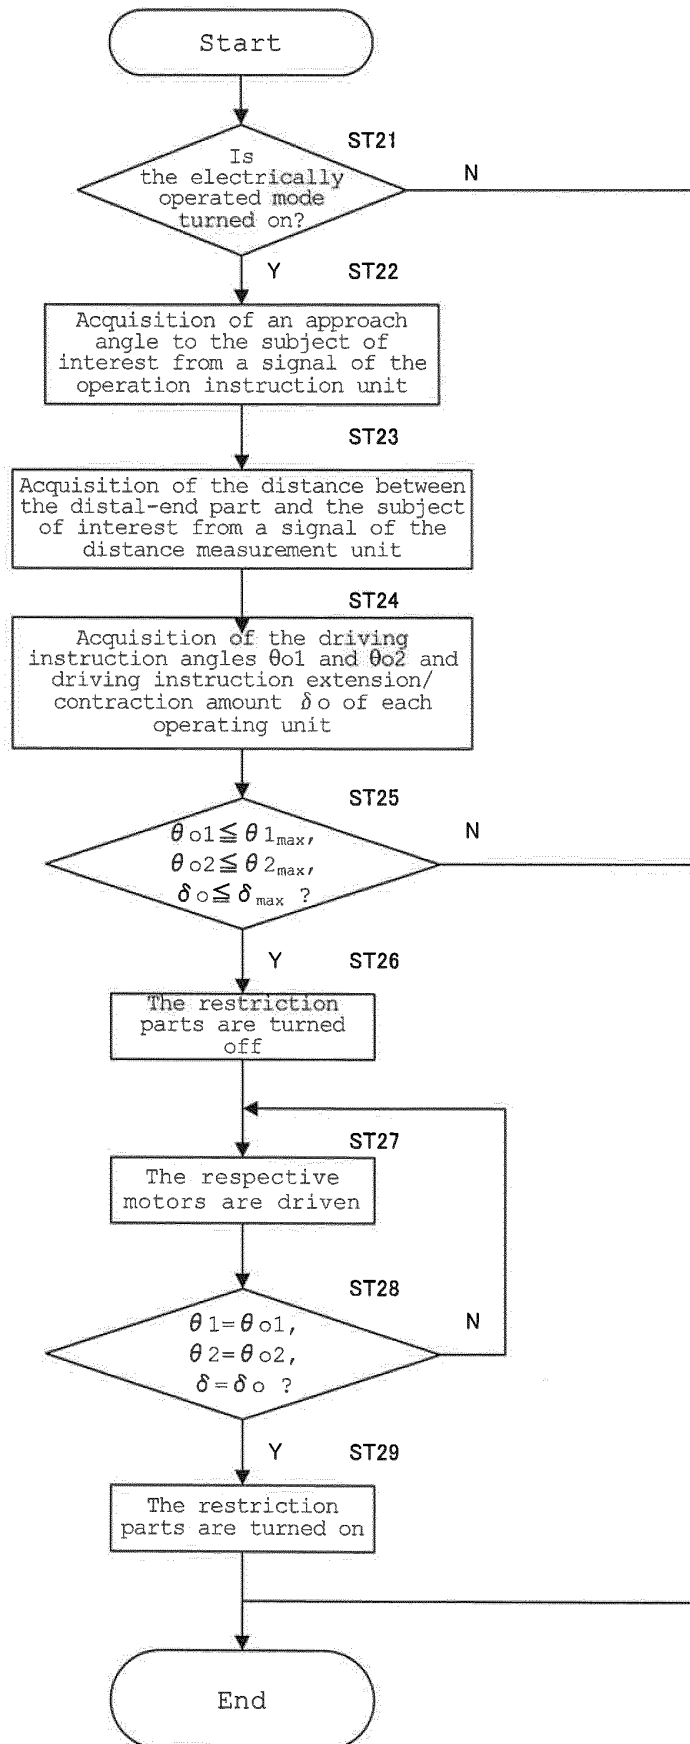 Start
ST21
Is
the electrically
operated mode
turned on?
N
Y
ST22
Acquisition of an approach
angle to the subject of
interest from a signal of the
operation instruction unit
ST23
Acquisition of the distance between
the distal-end part and the subject
of interest from a signal of the
distance measurement unit
ST24
Acquisition of the driving
instruction angles θo1 and θo2 and
driving instruction extension/
contraction amount δo of each
operating unit
ST25
θo1≦θ1max,
θo2≦θ2max,
δo≦δmax ?
N
Y
ST26
The restriction
parts are turned
off
ST27
The respective
motors are driven
ST28
θ1=θo1,
θ2=θo2,
δ=δo ?
N
Y
ST29
The restriction
parts are turned on
End